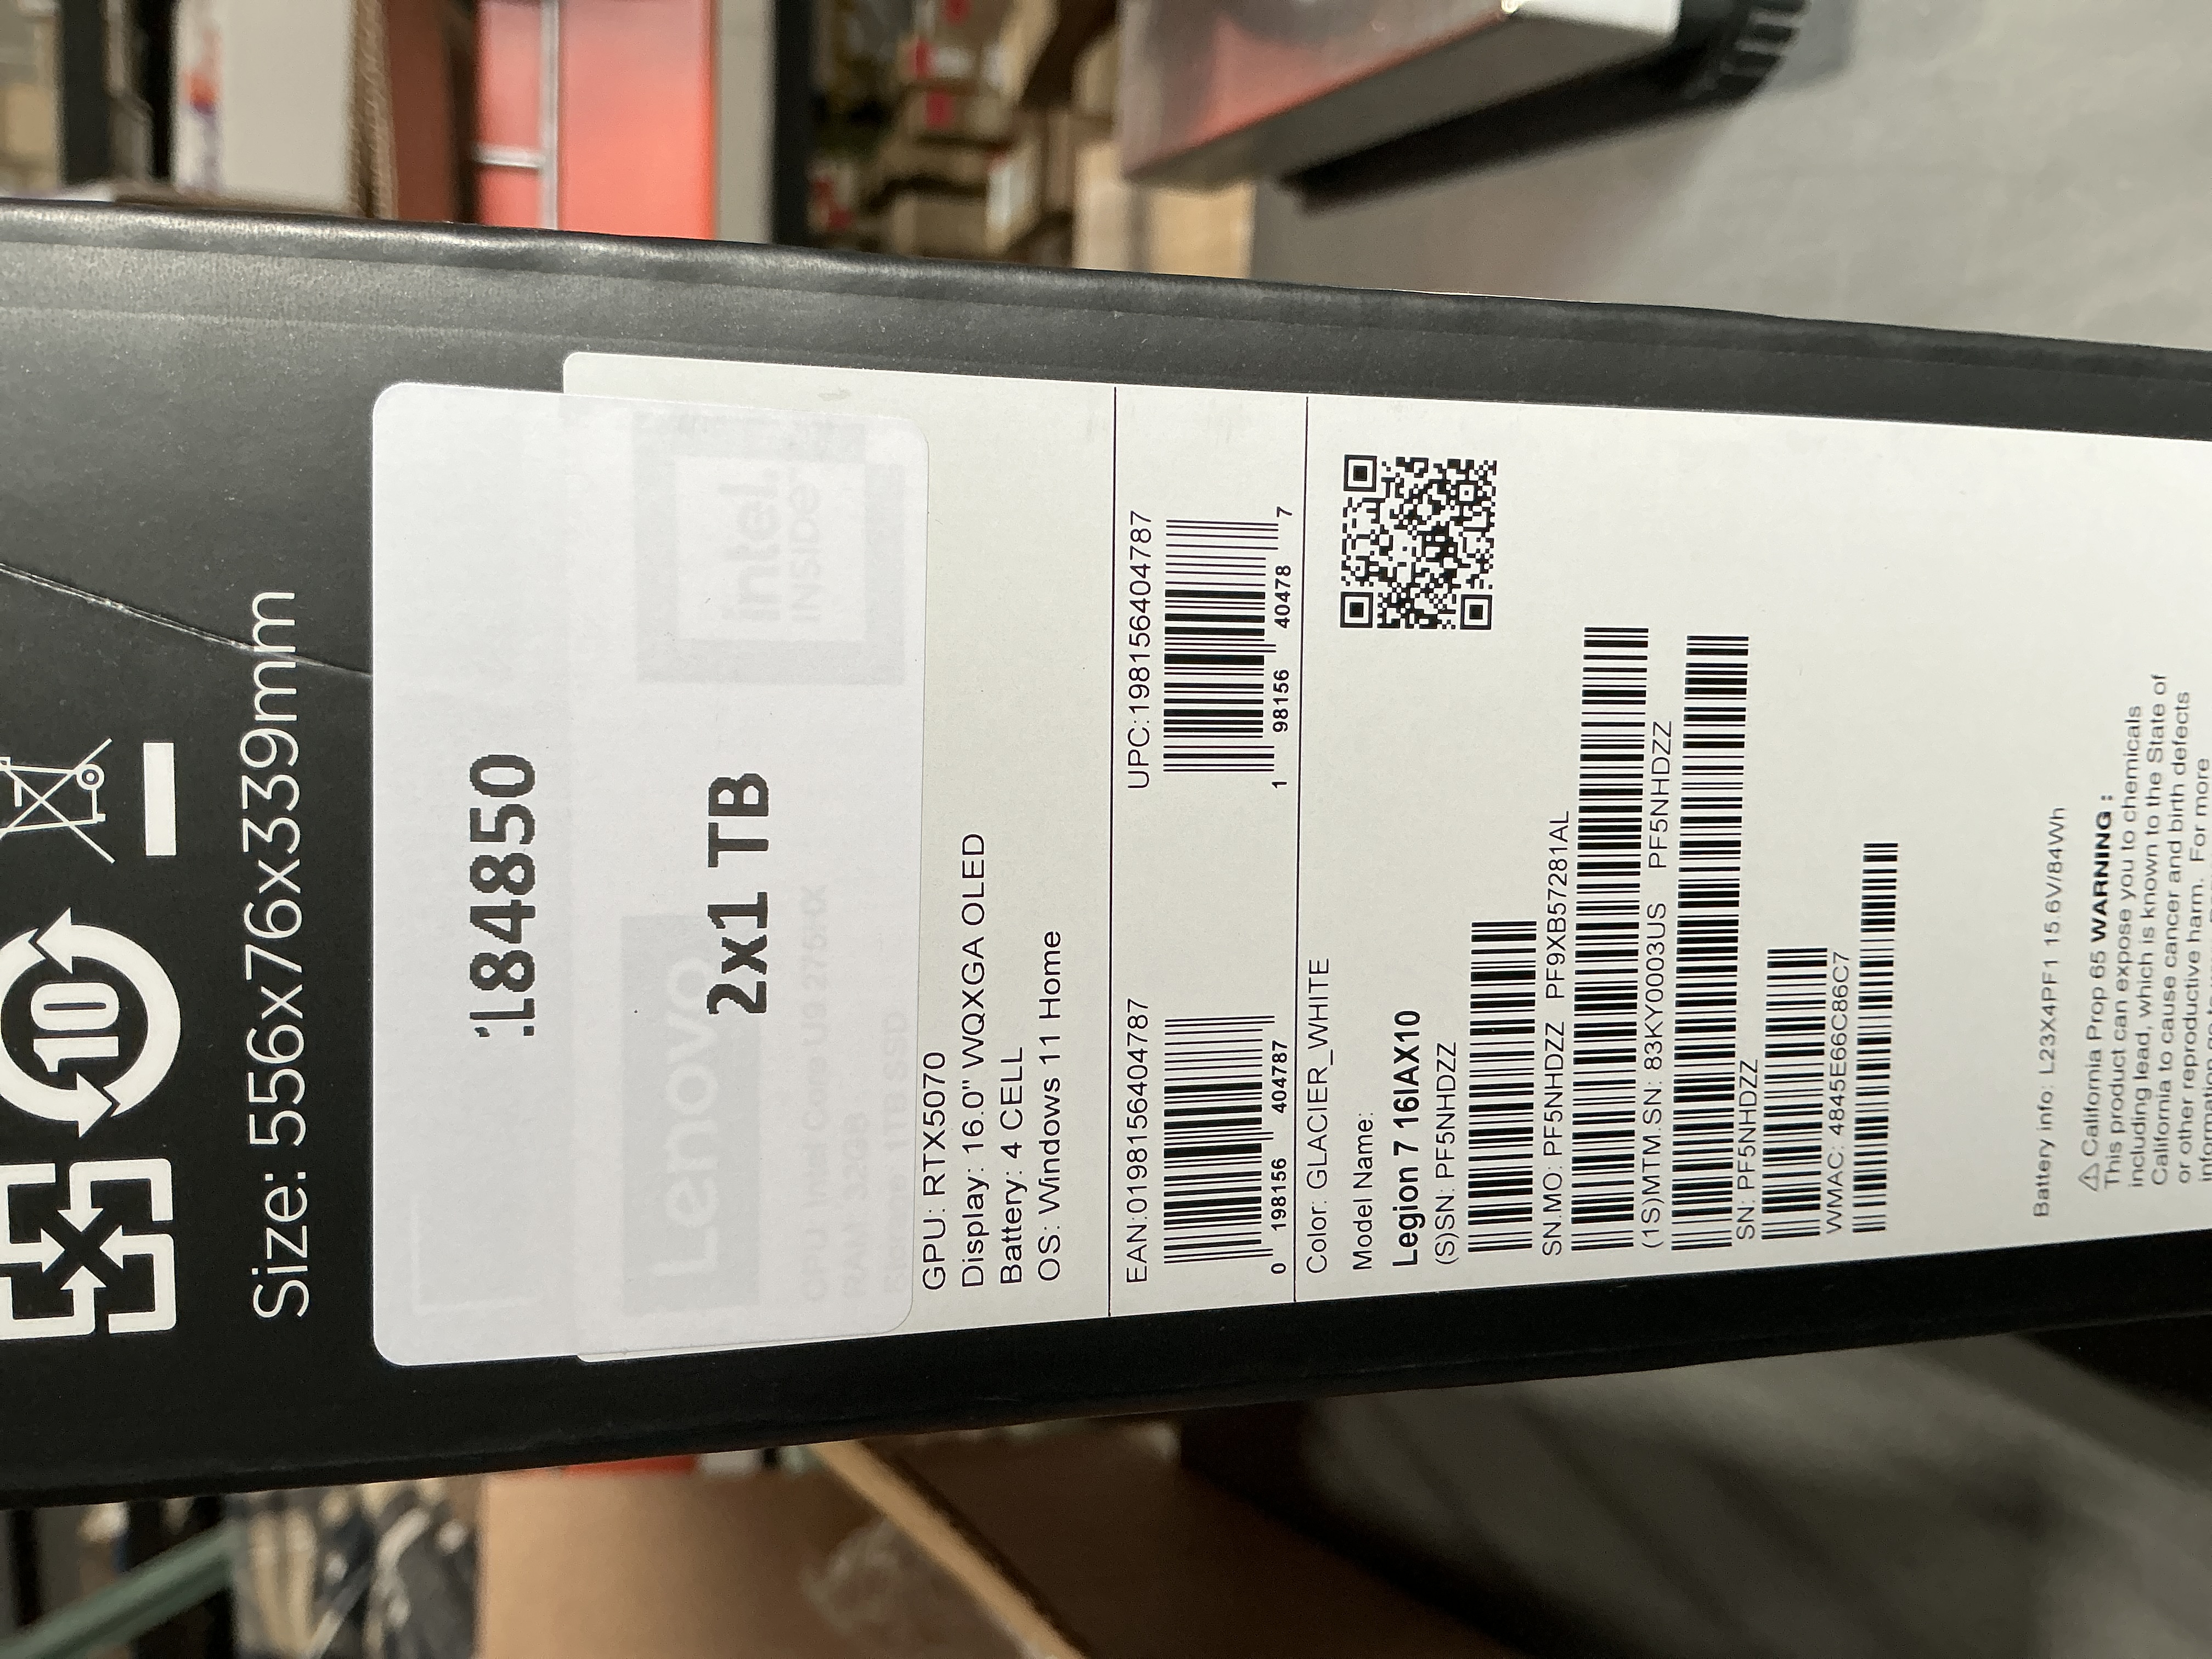 10
Size: 556x76x339mm
L84850
2x1 TB
Lenovo
intel
INSIDE
CPU: Intel Core U9 275HX
RAM: 32GB
Storage: 1TB SSD
GPU: RTX5070
Display: 16.0" WQXGA OLED
Battery: 4 CELL
OS: Windows 11 Home
EAN:0198156404787
0 198156 404787
UPC:198156404787
1 98156 40478 7
Color: GLACIER_WHITE
Model Name:
Legion 7 16IAX10
(S)SN: PF5NHDZZ
SN.MO: PF5NHDZZ PF9XB57281AL
(1S)MTM.SN: 83KY0003US PF5NHDZZ
SN: PF5NHDZZ
WMAC: 4845E66C86C7
Battery info: L23X4PF1 15.6V/84Wh
⚠California Prop 65 WARNING :
This product can expose you to chemicals
including lead, which is known to the State of
California to cause cancer and birth defects
or other reproductive harm. For more